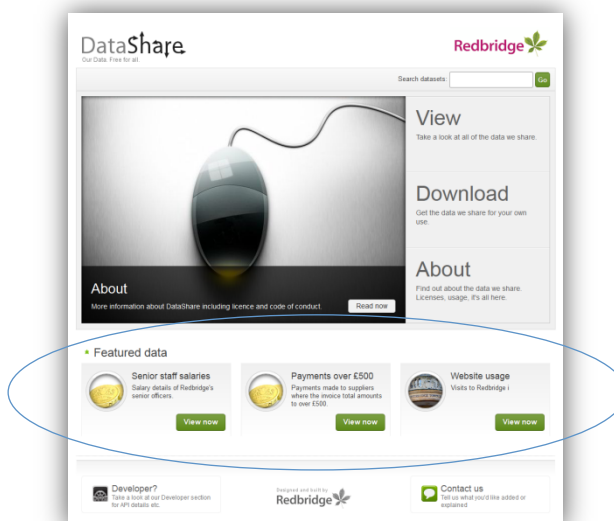 DataShare
Our Data. Free for all.
Redbridge
Search datasets:
Go
View
Take a look at all of the data we share.
Download
Get the data we share for your own
use.
About
Find out about the data we share.
Licenses, usage, it's all here.
About
More information about DataShare including licence and code of conduct.
Read now
Featured data
Senior staff salaries
Salary details of Redbridge's
senior officers.
View now
Payments over £500
Payments made to suppliers
where the invoice total amounts
to over £500.
View now
Website usage
Visits to Redbridge i
View now
Developer?
Take a look at our Developer section
for API details etc.
Designed and built by
Redbridge
Contact us
Tell us what you'd like added or
explained